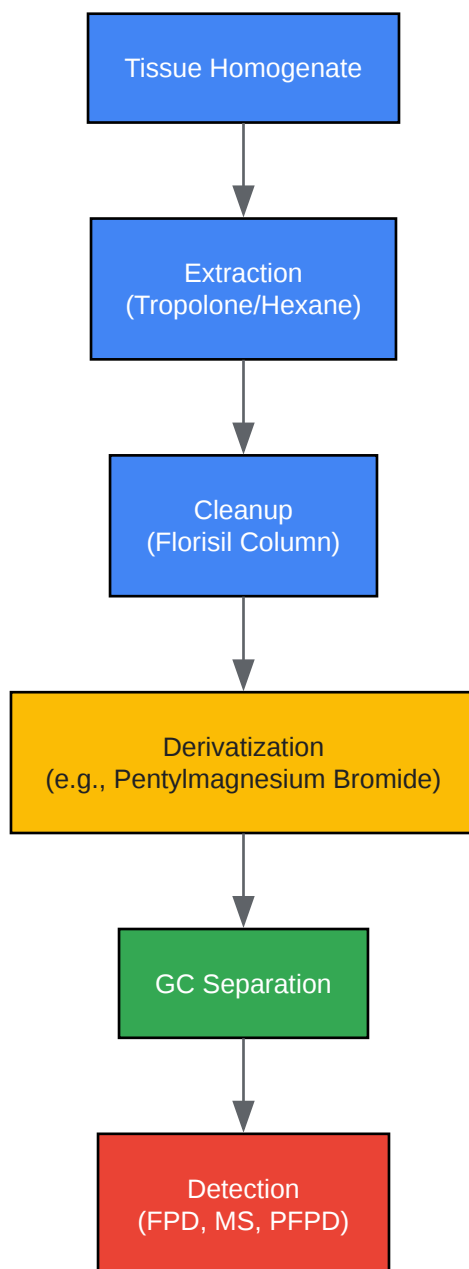 Tissue Homogenate
Extraction
(Tropolone/Hexane)
Cleanup
(Florisil Column)
Derivatization
(e.g., Pentylmagnesium Bromide)
GC Separation
Detection
(FPD, MS, PFPD)